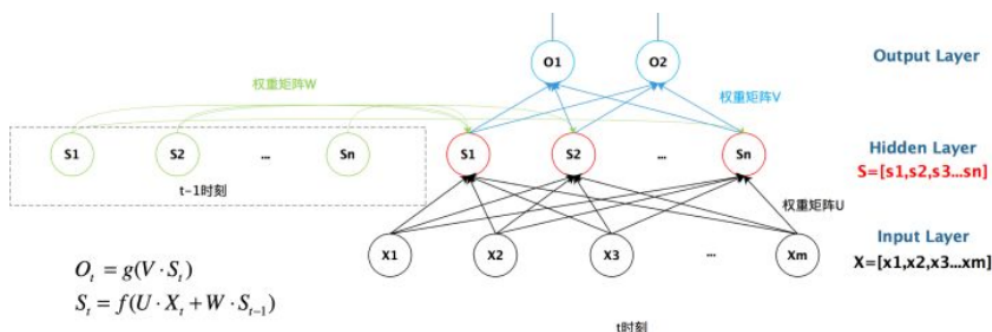 O1 O2 Output Layer
权重矩阵W
权重矩阵V
S1 S2 ... Sn S1 S2 ... Sn Hidden Layer
S=[s1,s2,s3...sn]
t-1时刻
权重矩阵U
X1 X2 X3 ... Xm Input Layer
X=[x1,x2,x3...xm]
O_t = g(V · S_t)
S_t = f(U · X_t + W · S_{t-1})
t时刻